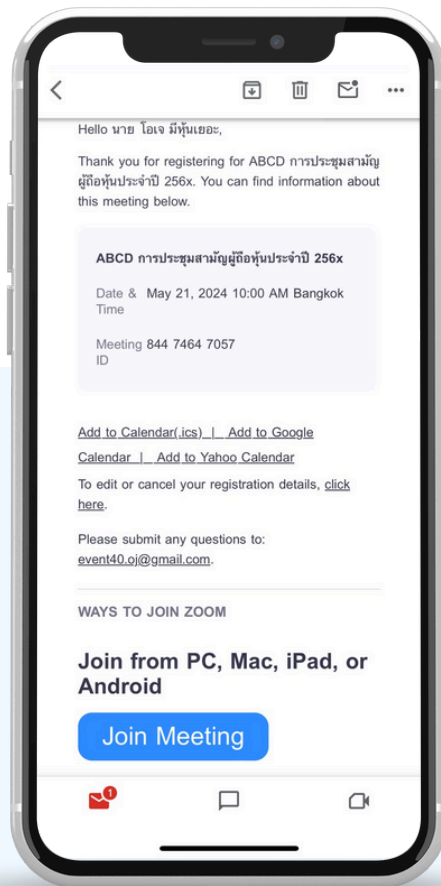 Hello นาย โอเจ มีหุ้นเยอะ,
Thank you for registering for ABCD การประชุมสามัญ
ผู้ถือหุ้นประจำปี 256x. You can find information about
this meeting below.
ABCD การประชุมสามัญผู้ถือหุ้นประจำปี 256x
Date & May 21, 2024 10:00 AM Bangkok
Time
Meeting 844 7464 7057
ID
Add to Calendar(.ics) | Add to Google
Calendar | Add to Yahoo Calendar
To edit or cancel your registration details, click
here.
Please submit any questions to:
event40.oj@gmail.com.
WAYS TO JOIN ZOOM
Join from PC, Mac, iPad, or
Android
Join Meeting
1